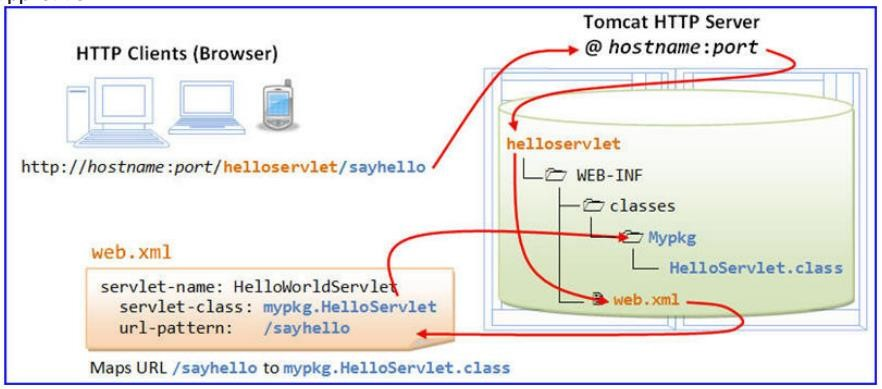 Tomcat HTTP Server
@ hostname:port
HTTP Clients (Browser)
http://hostname:port/helloservlet/sayhello
helloservlet
WEB-INF
classes
Mypkg
HelloServlet.class
web.xml
web.xml
servlet-name: HelloWorldServlet
servlet-class: mypkg.HelloServlet
url-pattern: /sayhello
Maps URL /sayhello to mypkg.HelloServlet.class